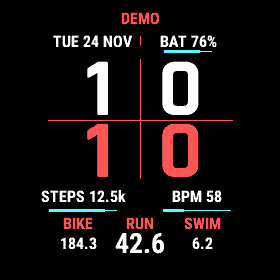 DEMO
TUE 24 NOV BAT 76%
10
10
STEPS 12.5k BPM 58
BIKE RUN SWIM
184.3 42.6 6.2